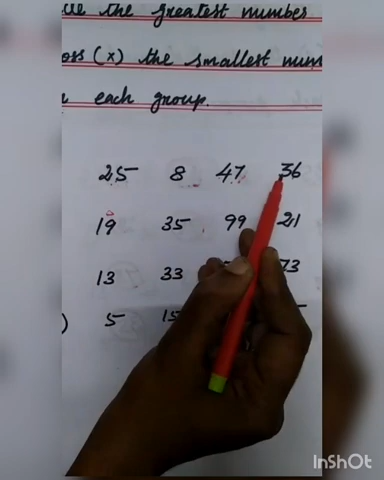 the greatest number
(x) the smallest
each group.
25 8 47 36
19 35 99 21
13 33 73
) 5
InShOt